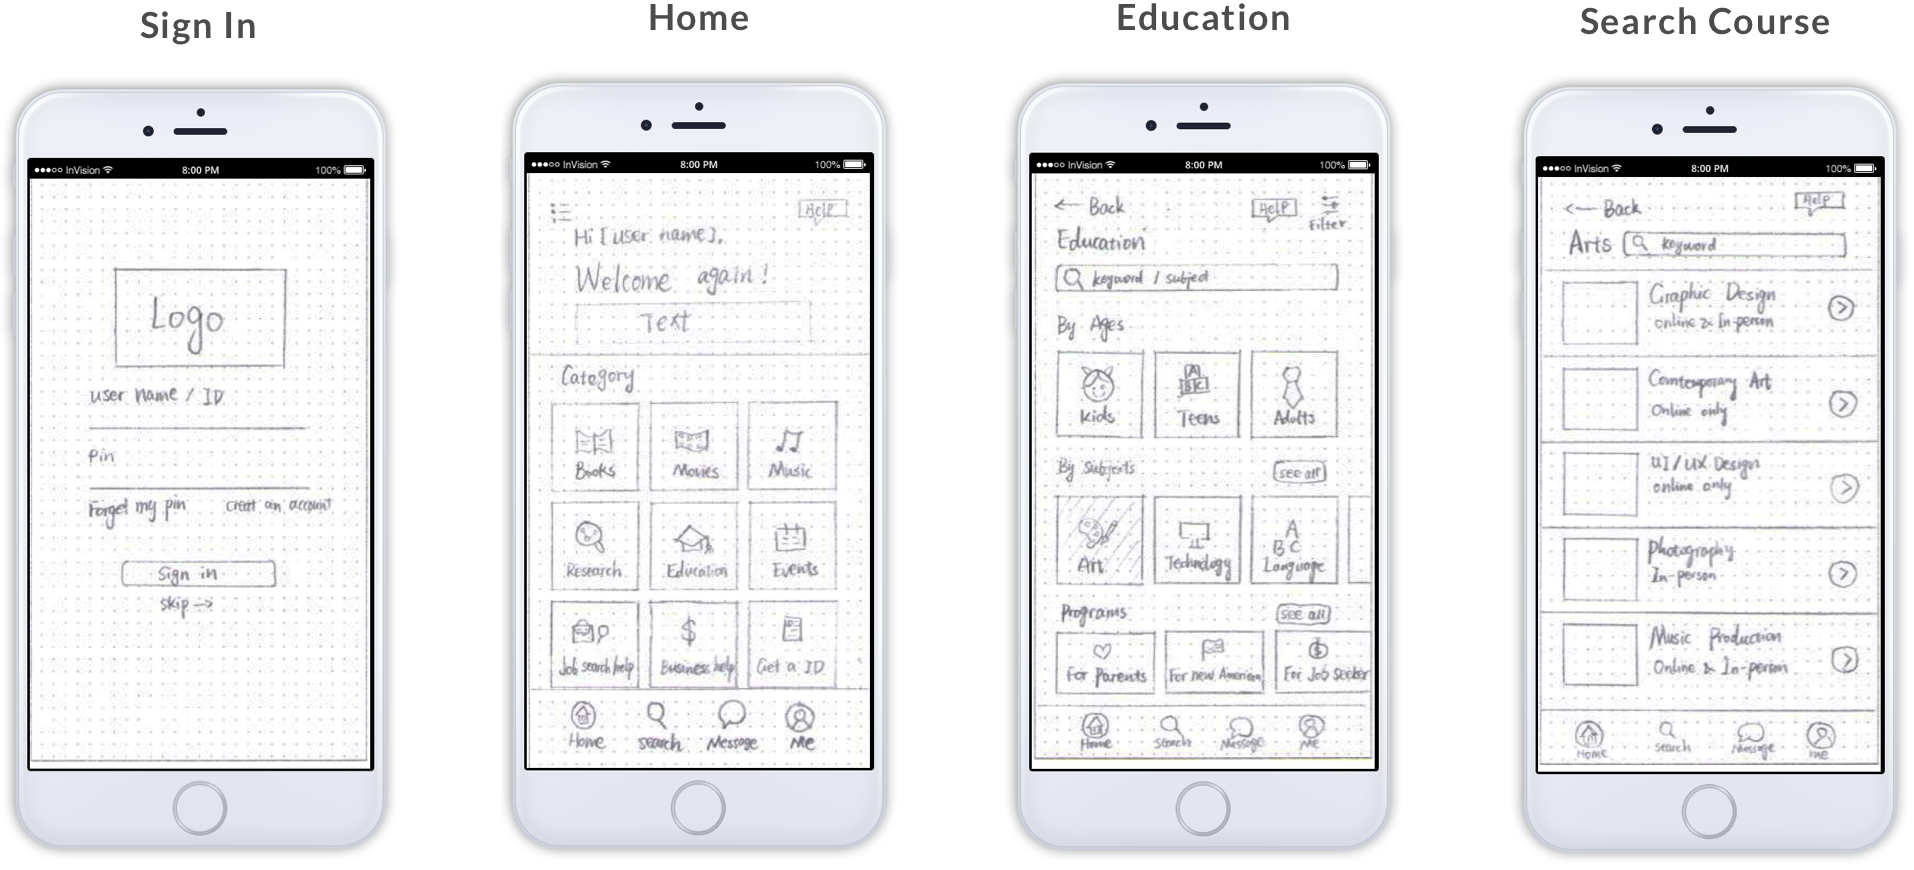 Sign In
InVision 8:00 PM 100%
Logo
user name / ID
Pin
Forget my pin creat an account
Sign in
skip →
Home
InVision 8:00 PM 100%
HELP
Hi [user name],
Welcome again!
Text
Category
Books Movies Music
Research Education Events
Job search help Business help Get a ID
Home search Message Me
Education
InVision 8:00 PM 100%
← Back HELP Filter
Education
keyword / subject
By Ages
A
B C
Kids Teens Adults
By Subjects see all
A
B C
Art Technology Language
Programs see all
For Parents For new American For Job Seeker
Home search Message Me
Search Course
InVision 8:00 PM 100%
← Back HELP
Arts keyword
Graphic Design
online & In-person
Comtemporary Art
Online only
UI/UX Design
online only
Photography
In-person
Music Production
Online & In-person
Home search Message me